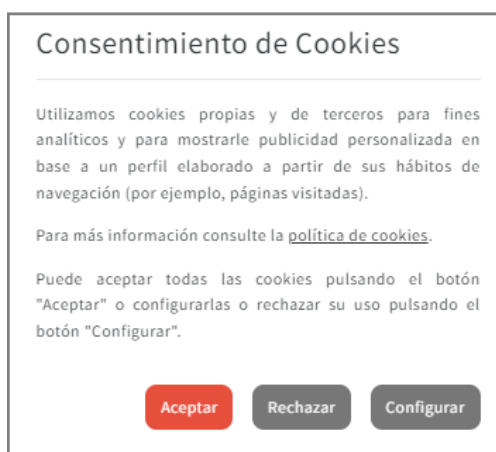 Consentimiento de Cookies
Utilizamos cookies propias y de terceros para fines
analíticos y para mostrarle publicidad personalizada en
base a un perfil elaborado a partir de sus hábitos de
navegación (por ejemplo, páginas visitadas).
Para más información consulte la política de cookies.
Puede aceptar todas las cookies pulsando el botón
"Aceptar" o configurarlas o rechazar su uso pulsando el
botón "Configurar".
Aceptar Rechazar Configurar